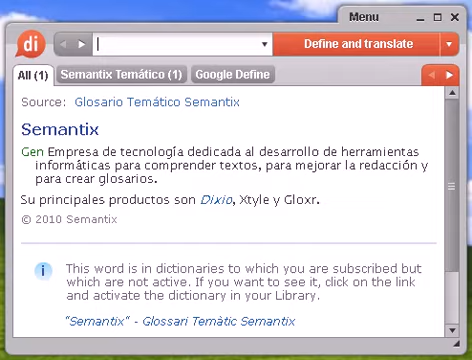 Menu
di
Define and translate
All (1)
Semantix Temático (1)
Google Define
Source: Glosario Temático Semantix
Semantix
Gen Empresa de tecnología dedicada al desarrollo de herramientas
informáticas para comprender textos, para mejorar la redacción y
para crear glosarios.
Su principales producтos son Dixio, Xtyle y Gloxr.
© 2010 Semantix
i
This word is in dictionaries to which you are subscribed but
which are not active. If you want to see it, click on the link
and activate the dictionary in your Library.
"Semantix" - Glossari Temàtic Semantix